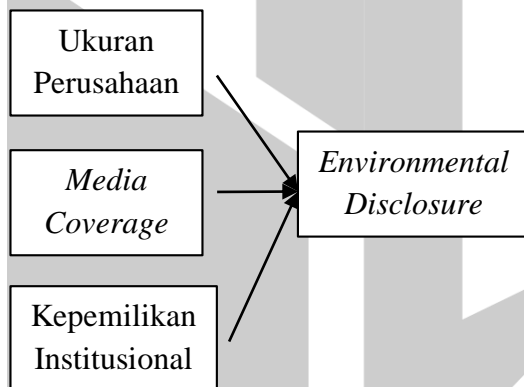 Ukuran
Perusahaan
Media
Coverage
Kepemilikan
Institusional
Environmental
Disclosure